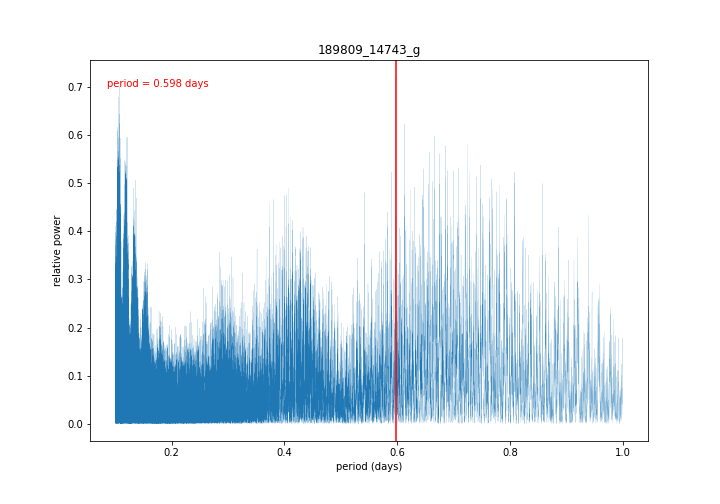 189809_14743_g
period = 0.598 days
relative power
0.7
0.6
0.5
0.4
0.3
0.2
0.1
0.0
0.2 0.4 0.6 0.8 1.0
period (days)